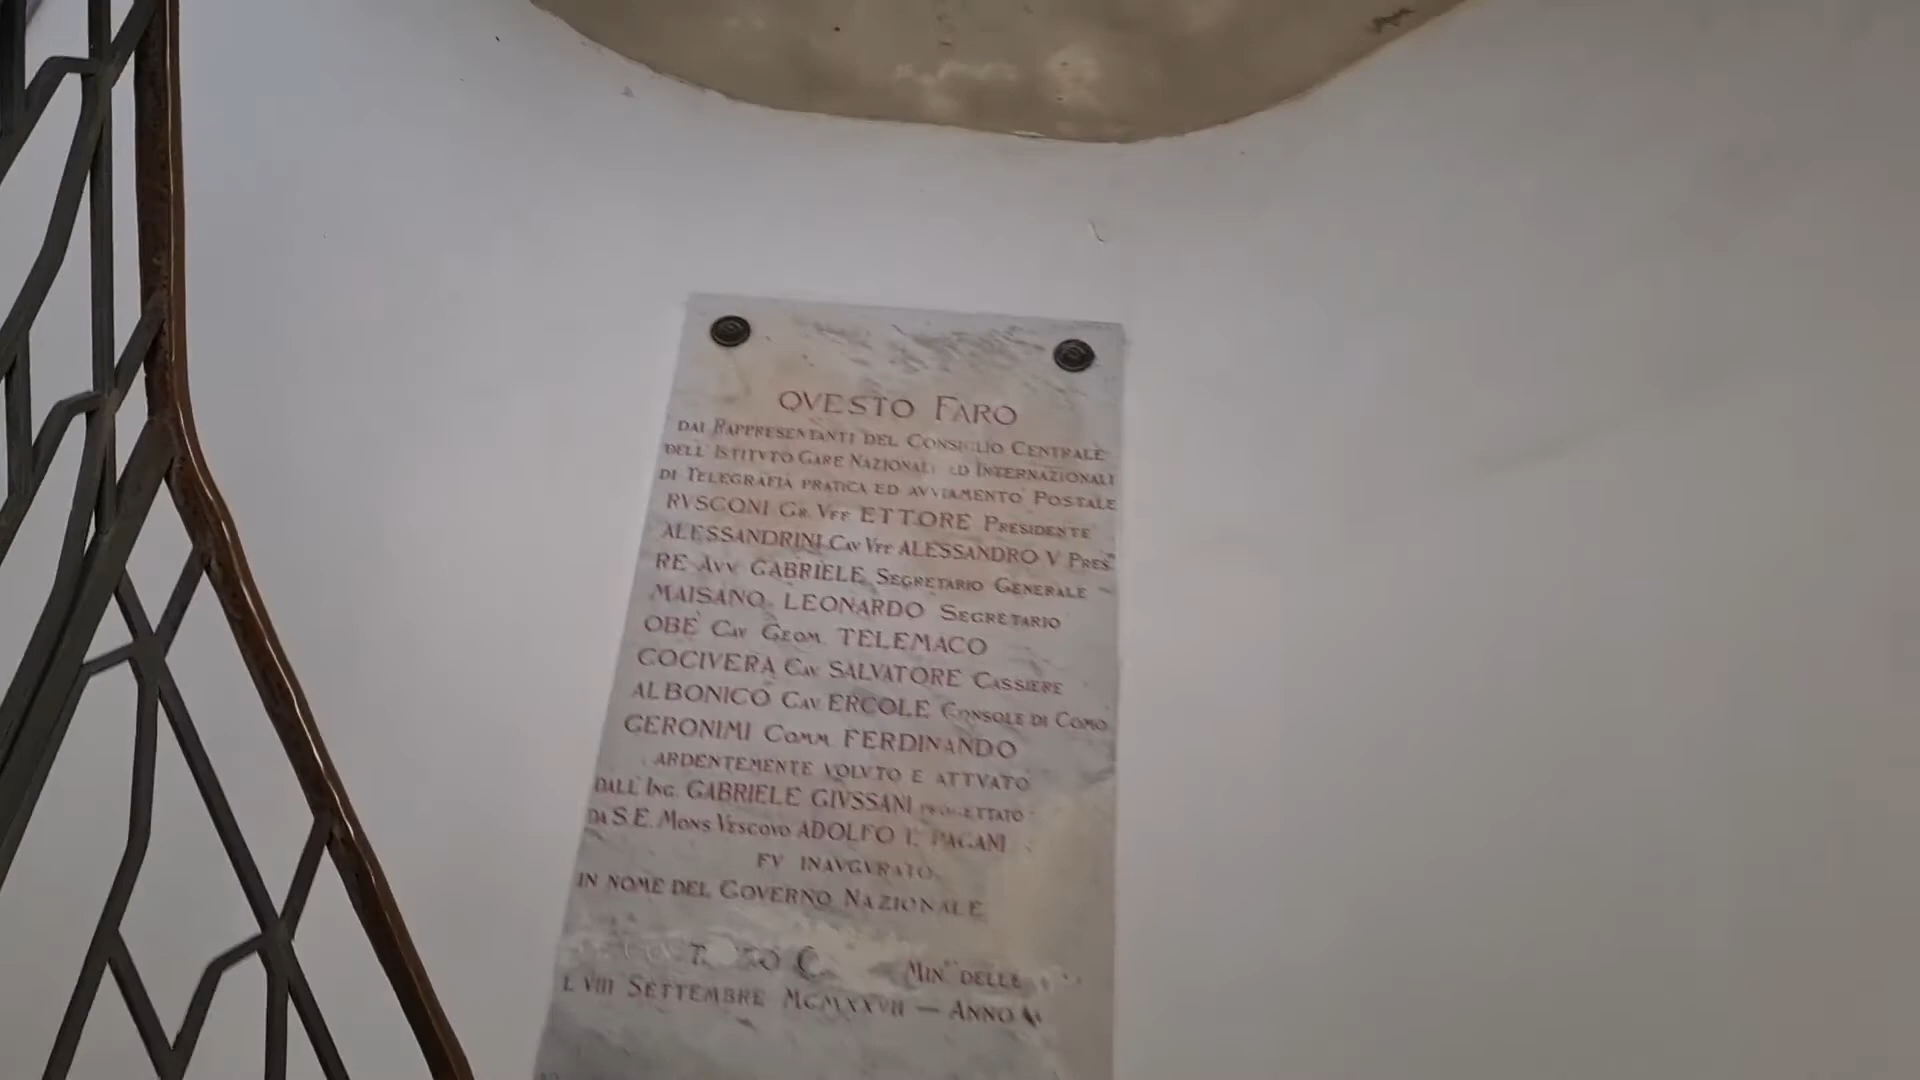 QVESTO FARO
DAI RAPPRESENTANTI DEL CONSIGLIO CENTRALE
DELL' ISTITVTO GARE NAZIONALI ED INTERNAZIONALI
DI TELEGRAFIA PRATICA ED AVVIAMENTO POSTALE
RVSCONI GR. VFF ETTORE PRESIDENTE
ALESSANDRINI CAV VFF ALESSANDRO V PRES
RE AVV GABRIELE SEGRETARIO GENERALE
MAISANO LEONARDO SEGRETARIO
OBE CAV GEOM. TELEMACO
COCIVERA CAV SALVATORE CASSIERE
ALBONICO CAV ERCOLE CONSOLE DI COMO
GERONIMI COMM FERDINANDO
ARDENTEMENTE VOLVTO E ATTVATO
DALL' ING. GABRIELE GIVSSANI PROGETTATO
DA S.E. MONS VESCOVO ADOLFO L. PAGANI
FV INAVGVRATO
IN NOME DEL GOVERNO NAZIONALE
MIN DELLE
L VIII SETTEMBRE MCMXXVII — ANNO